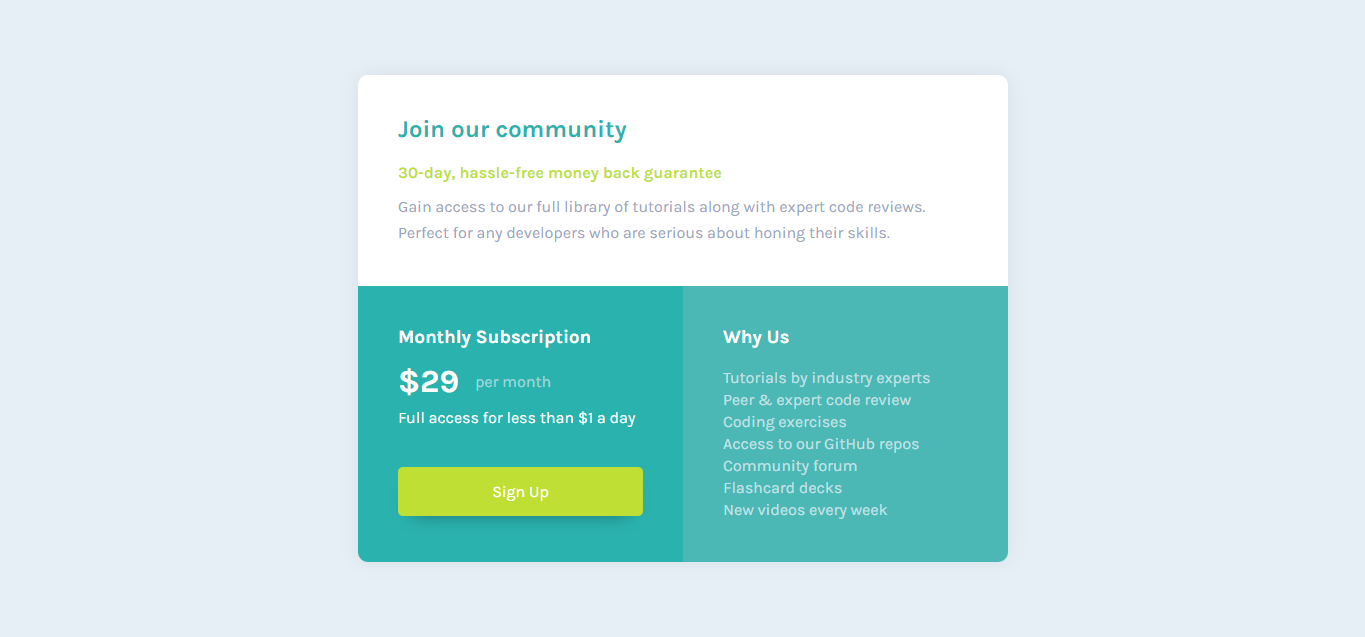 Join our community
30-day, hassle-free money back guarantee
Gain access to our full library of tutorials along with expert code reviews.
Perfect for any developers who are serious about honing their skills.
Monthly Subscription
$29 per month
Full access for less than $1 a day
Sign Up
Why Us
Tutorials by industry experts
Peer & expert code review
Coding exercises
Access to our GitHub repos
Community forum
Flashcard decks
New videos every week